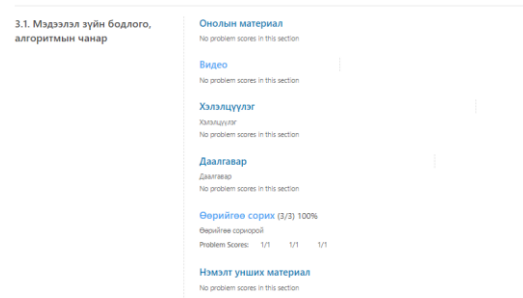 3.1. Мэдээлэл зүйн бодлого,
алгоритмын чанар
Онолын материал
No problem scores in this section
Видео
No problem scores in this section
Хэлэлцүүлэг
Хэлэлцүүлэг
No problem scores in this section
Даалгавар
Даалгавар
No problem scores in this section
Өөрийгөө сорих (3/3) 100%
Өөрийгөө сориорой
Problem Scores: 1/1 1/1 1/1
Нэмэлт унших материал
No problem scores in this section